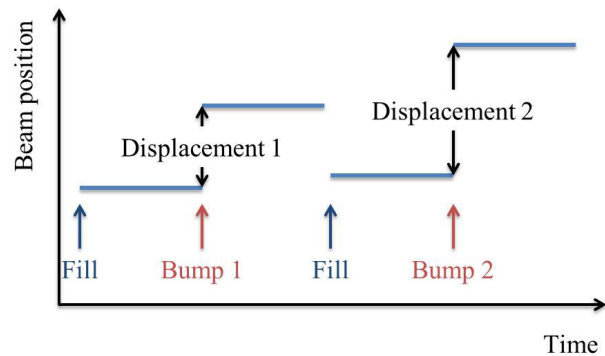 Beam position
Displacement 1
Displacement 2
Fill
Bump 1
Fill
Bump 2
Time